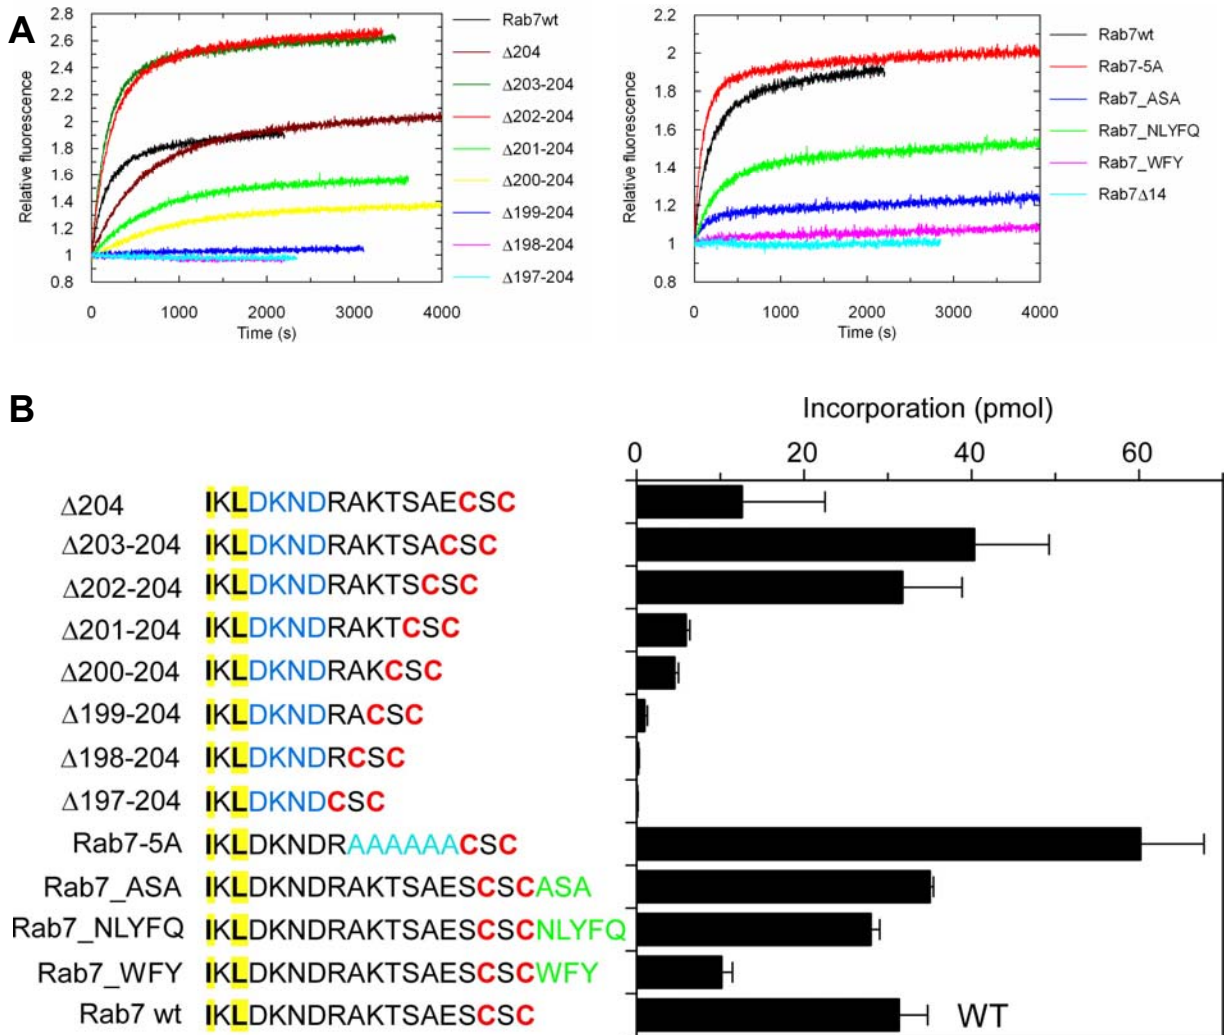 A
Relative fluorescence
2.8
2.6
2.4
2.2
2
1.8
1.6
1.4
1.2
1
0.8
0
1000
2000
3000
4000
Time (s)
Rab7wt
Δ204
Δ203-204
Δ202-204
Δ201-204
Δ200-204
Δ199-204
Δ198-204
Δ197-204
Relative fluorescence
2.2
2
1.8
1.6
1.4
1.2
1
0.8
0
1000
2000
3000
4000
Time (s)
Rab7wt
Rab7-5A
Rab7_ASA
Rab7_NLYFQ
Rab7_WFY
Rab7Δ14
B
Incorporation (pmol)
0 20 40 60
Δ204 IKLDKNDRAKTSAECSC
Δ203-204 IKLDKNDRAKTSACSC
Δ202-204 IKLDKNDRAKTSCSC
Δ201-204 IKLDKNDRAKTCSC
Δ200-204 IKLDKNDRAKCSC
Δ199-204 IKLDKNDRACSC
Δ198-204 IKLDKNDRCSC
Δ197-204 IKLDKNDCSC
Rab7-5A IKLDKNDRAAAAAACSC
Rab7_ASA IKLDKNDRAKTSAESCSCASA
Rab7_NLYFQ IKLDKNDRAKTSAESCSCNLYFQ
Rab7_WFY IKLDKNDRAKTSAESCSCWFY
Rab7 wt IKLDKNDRAKTSAESCSC WT